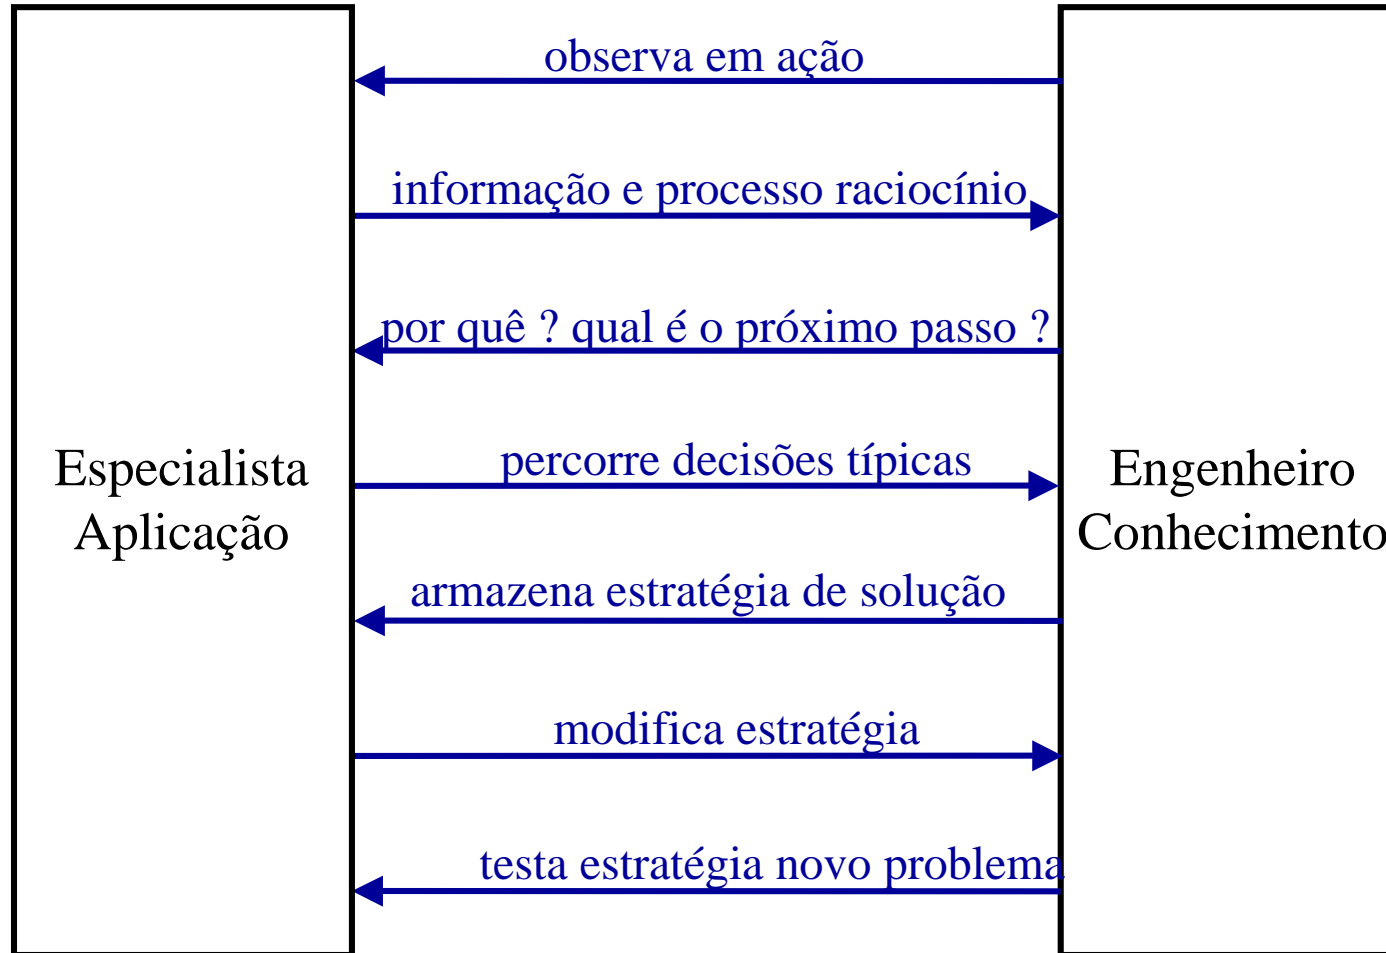 observa em ação
informação e processo raciocínio
por quê ? qual é o próximo passo ?
Especialista
Aplicação
percorre decisões típicas
Engenheiro
Conhecimento
armazena estratégia de solução
modifica estratégia
testa estratégia novo problema